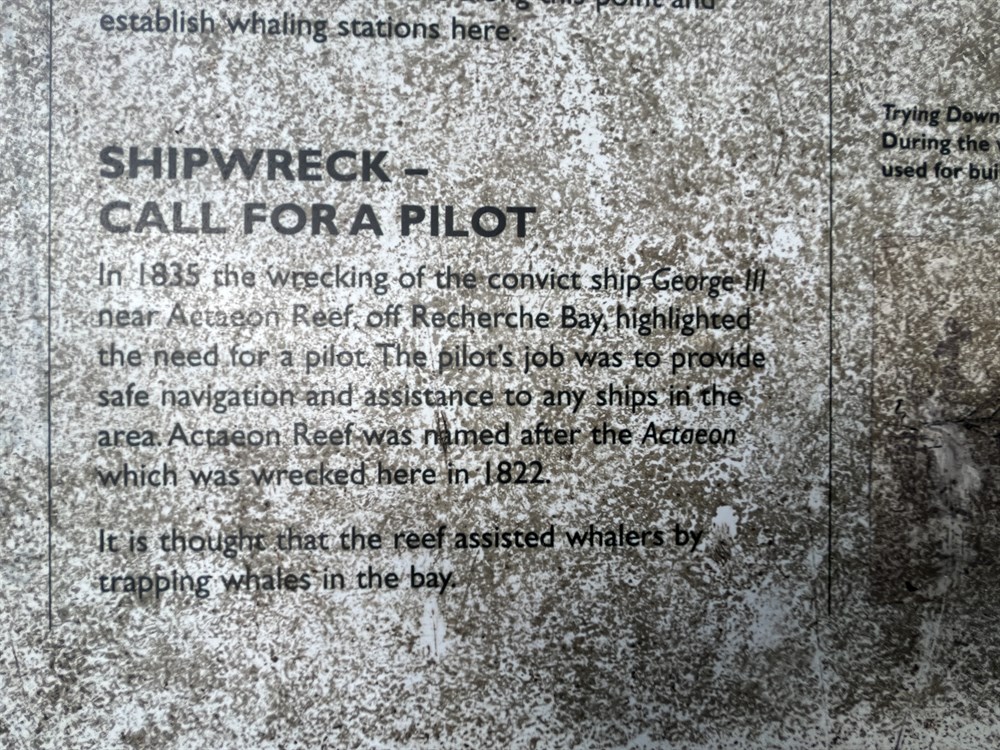 this point and
establish whaling stations here.
SHIPWRECK –
CALL FOR A PILOT
In 1835 the wrecking of the convict ship George III
near Actaeon Reef, off Recherche Bay, highlighted
the need for a pilot. The pilot's job was to provide
safe navigation and assistance to any ships in the
area. Actaeon Reef was named after the Actaeon
which was wrecked here in 1822.
It is thought that the reef assisted whalers by
trapping whales in the bay.
Trying Down
During the
used for